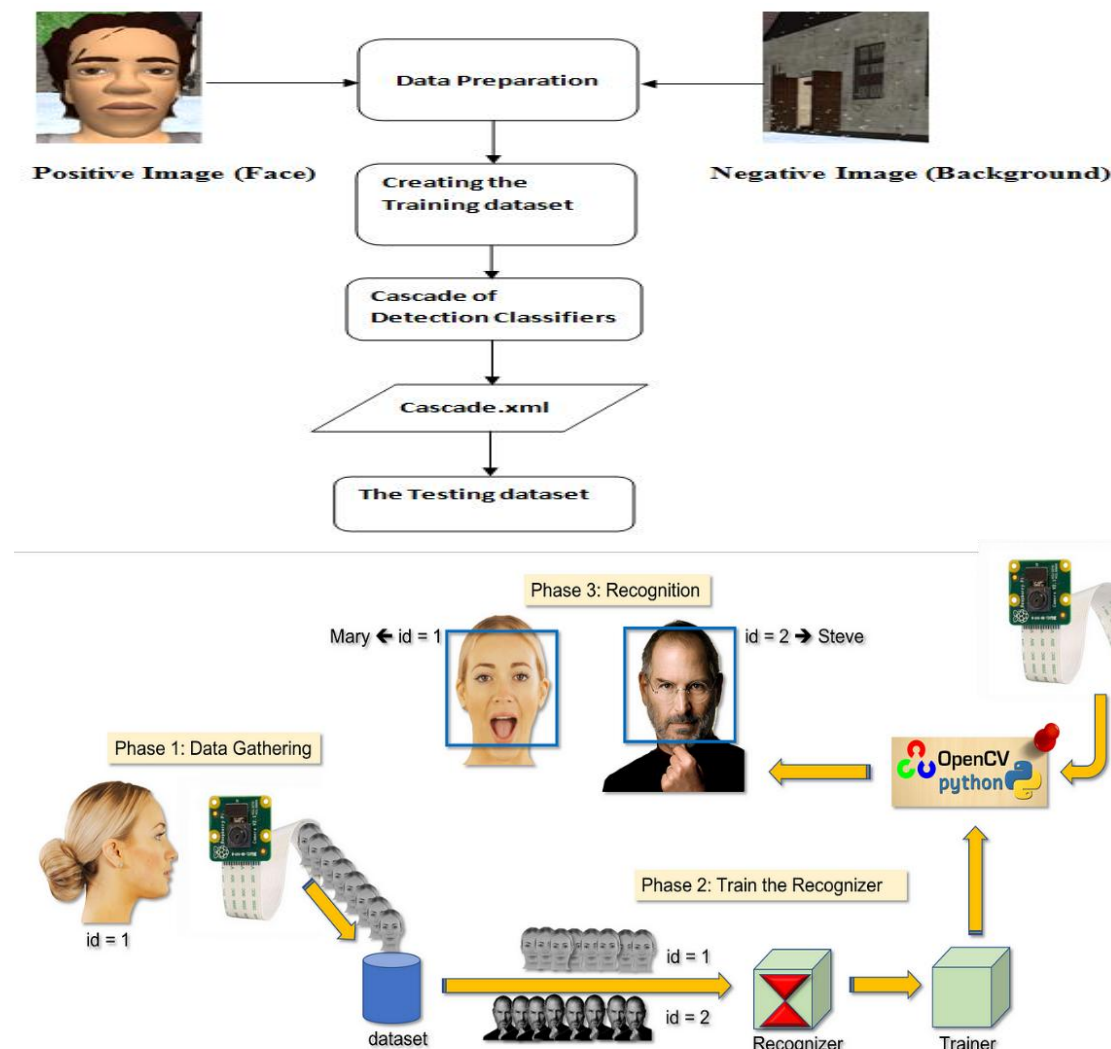 Data Preparation
Positive Image (Face)
Negative Image (Background)
Creating the
Training dataset
Cascade of
Detection Classifiers
Cascade.xml
The Testing dataset
Phase 3: Recognition
Mary ← id = 1
id = 2 → Steve
Phase 1: Data Gathering
OpenCV
python
id = 1
Phase 2: Train the Recognizer
id = 1
id = 2
dataset
Recognizer
Trainer